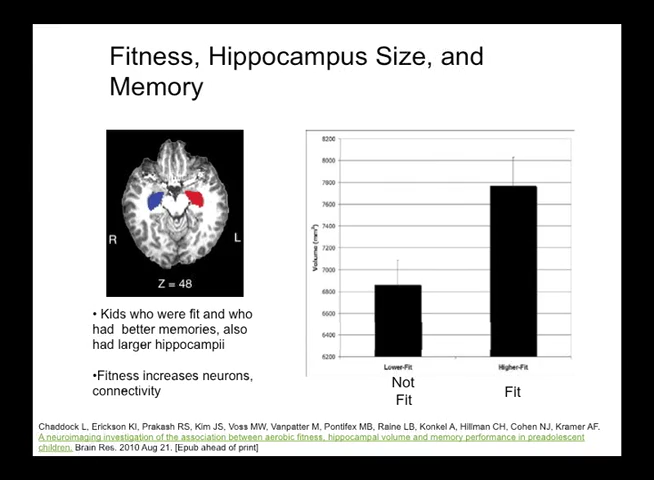 Fitness, Hippocampus Size, and
Memory
R
L
Z = 48
• Kids who were fit and who
had better memories, also
had larger hippocampii
•Fitness increases neurons,
connectivity
8200
8000
7800
7600
7400
7200
7000
6800
6600
6400
6200
Volume (mm³)
Lower-Fit
Higher-Fit
Not
Fit
Fit
Chaddock L, Erickson KI, Prakash RS, Kim JS, Voss MW, Vanpatter M, Pontifex MB, Raine LB, Konkel A, Hillman CH, Cohen NJ, Kramer AF.
A neuroimaging investigation of the association between aerobic fitness, hippocampal volume and memory performance in preadolescent
children. Brain Res. 2010 Aug 21. [Epub ahead of print]